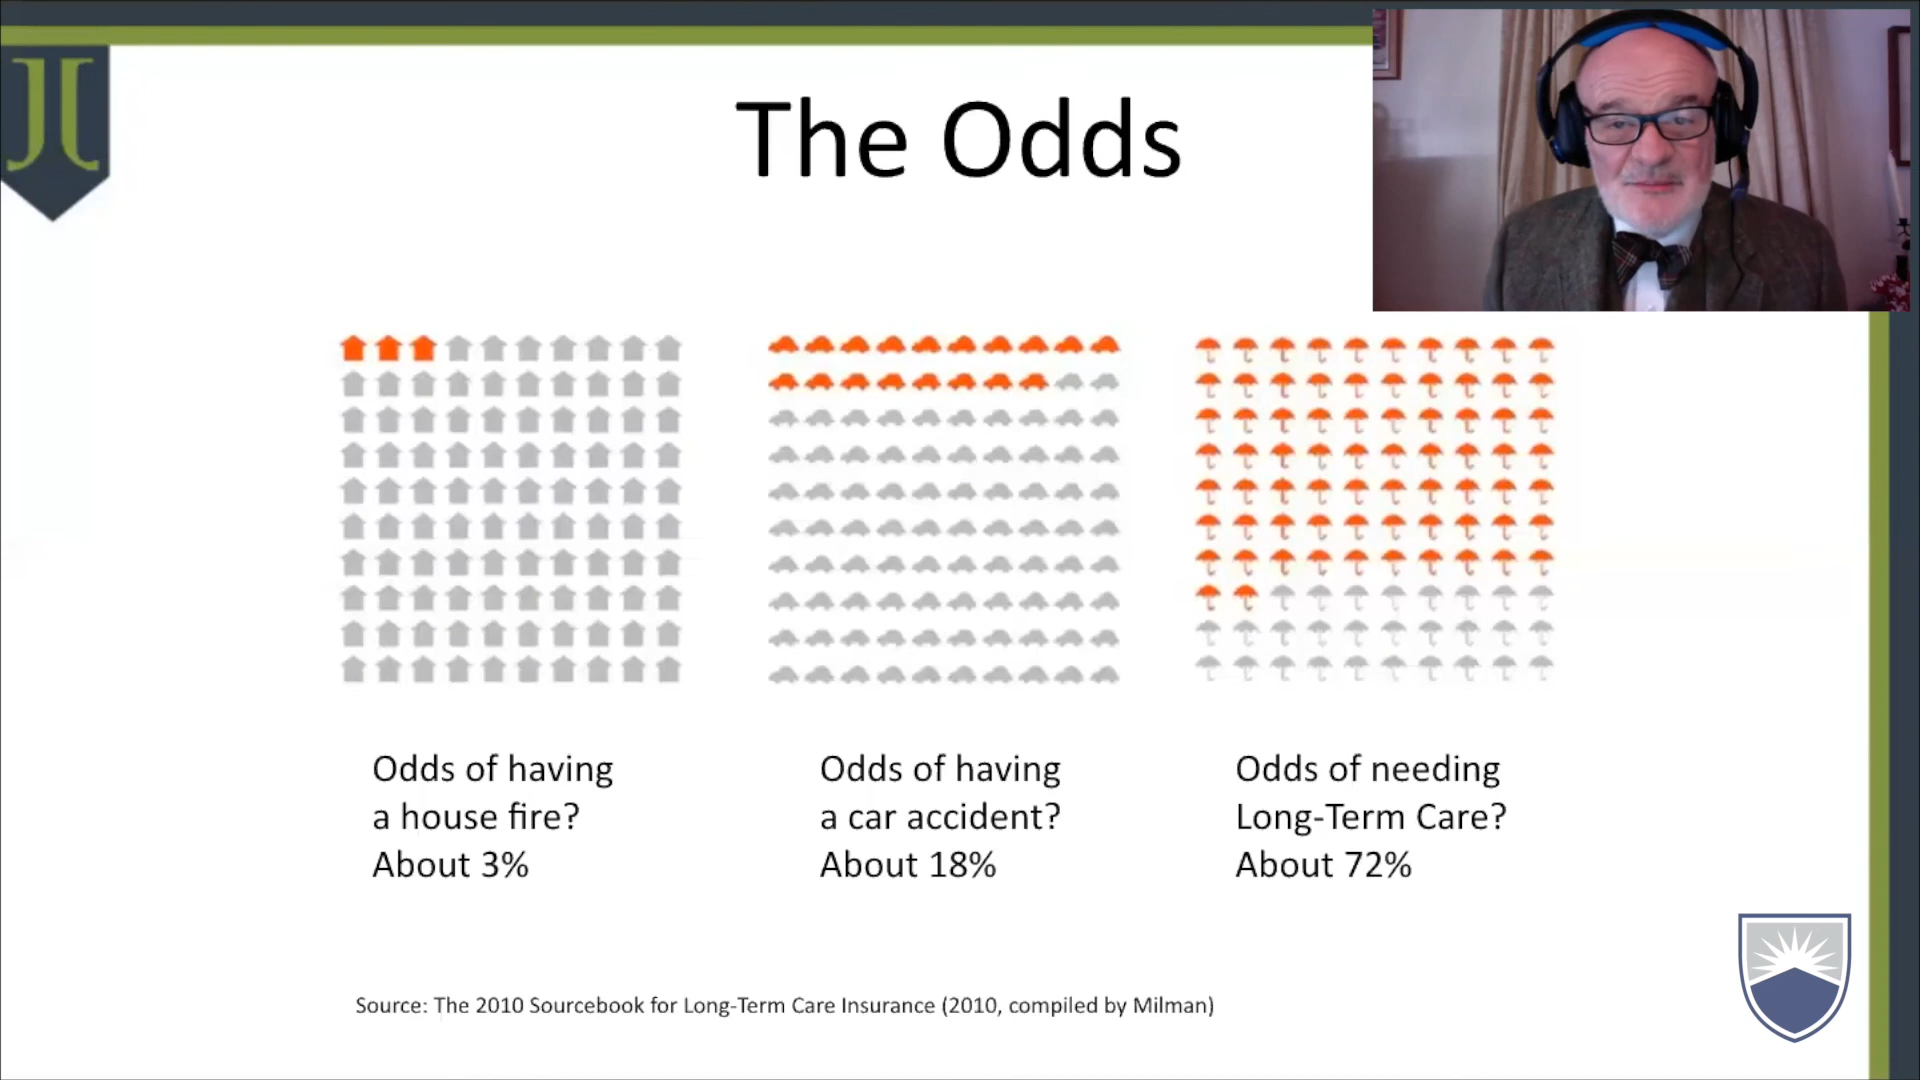 The Odds
Odds of having
a house fire?
About 3%
Odds of having
a car accident?
About 18%
Odds of needing
Long-Term Care?
About 72%
Source: The 2010 Sourcebook for Long-Term Care Insurance (2010, compiled by Milman)